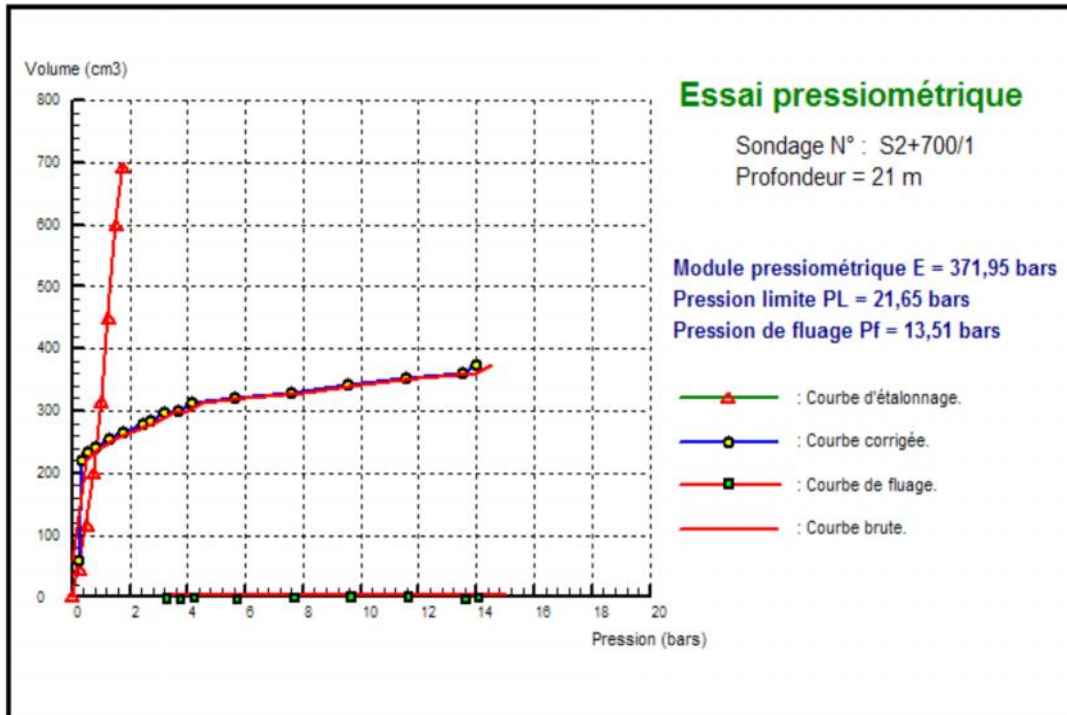 Volume (cm3)
800
700
600
500
400
300
200
100
0
0 2 4 6 8 10 12 14 16 18 20
Pression (bars)
Essai pressiométrique
Sondage N° : S2+700/1
Profondeur = 21 m
Module pressiométrique E = 371,95 bars
Pression limite PL = 21,65 bars
Pression de fluage Pf = 13,51 bars
: Courbe d'étalonnage.
: Courbe corrigée.
: Courbe de fluage.
: Courbe brute.